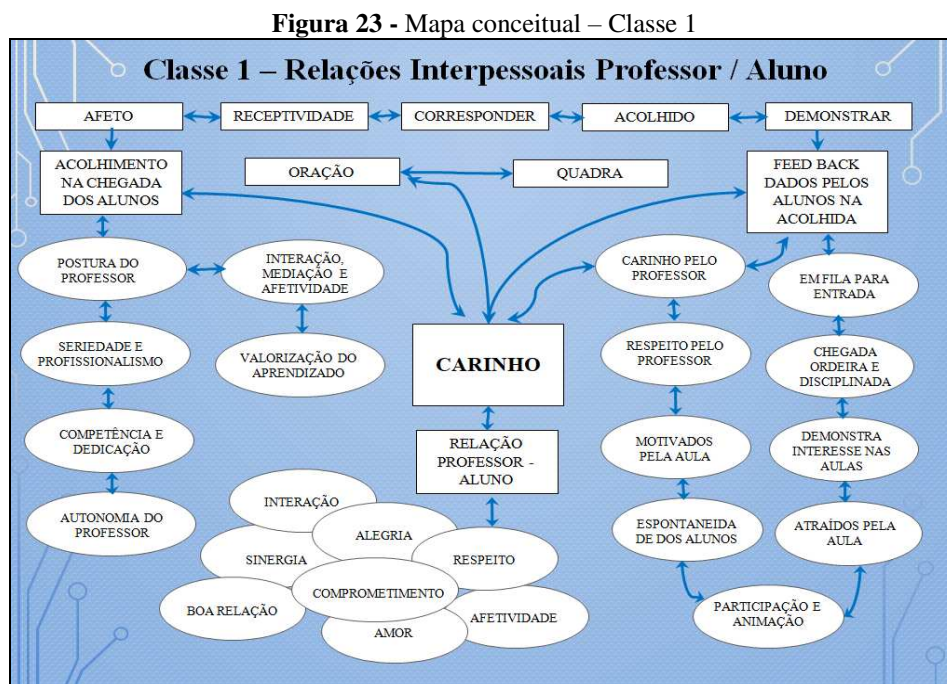 Figura 23 - Mapa conceitual – Classe 1
Classe 1 – Relações Interpessoais Professor / Aluno
AFETO
RECEPTIVIDADE
CORRESPONDER
ACOLHIDO
DEMONSTRAR
ACOLHIMENTO
NA CHEGADA
DOS ALUNOS
ORAÇÃO
QUADRA
FEED BACK
DADOS PELOS
ALUNOS NA
ACOLHIDA
POSTURA DO
PROFESSOR
INTERAÇÃO,
MEDIAÇÃO E
AFETIVIDADE
CARINHO PELO
PROFESSOR
EM FILA PARA
ENTRADA
SERIEDADE E
PROFISSIONALISMO
VALORIZAÇÃO DO
APRENDIZADO
CARINHO
RESPEITO PELO
PROFESSOR
CHEGADA
ORDEIRA E
DISCIPLINADA
COMPETÊNCIA E
DEDICAÇÃO
RELAÇÃO
PROFESSOR -
ALUNO
MOTIVADOS
PELA AULA
DEMONSTRA
INTERESSE NAS
AULAS
AUTONOMIA DO
PROFESSOR
INTERAÇÃO
ALEGRIA
SINERGIA
RESPEITO
ESPONTANEIDA
DE DOS ALUNOS
ATRAÍDOS PELA
AULA
BOA RELAÇÃO
COMPROMETIMENTO
AFETIVIDADE
AMOR
PARTICIPAÇÃO E
ANIMAÇÃO